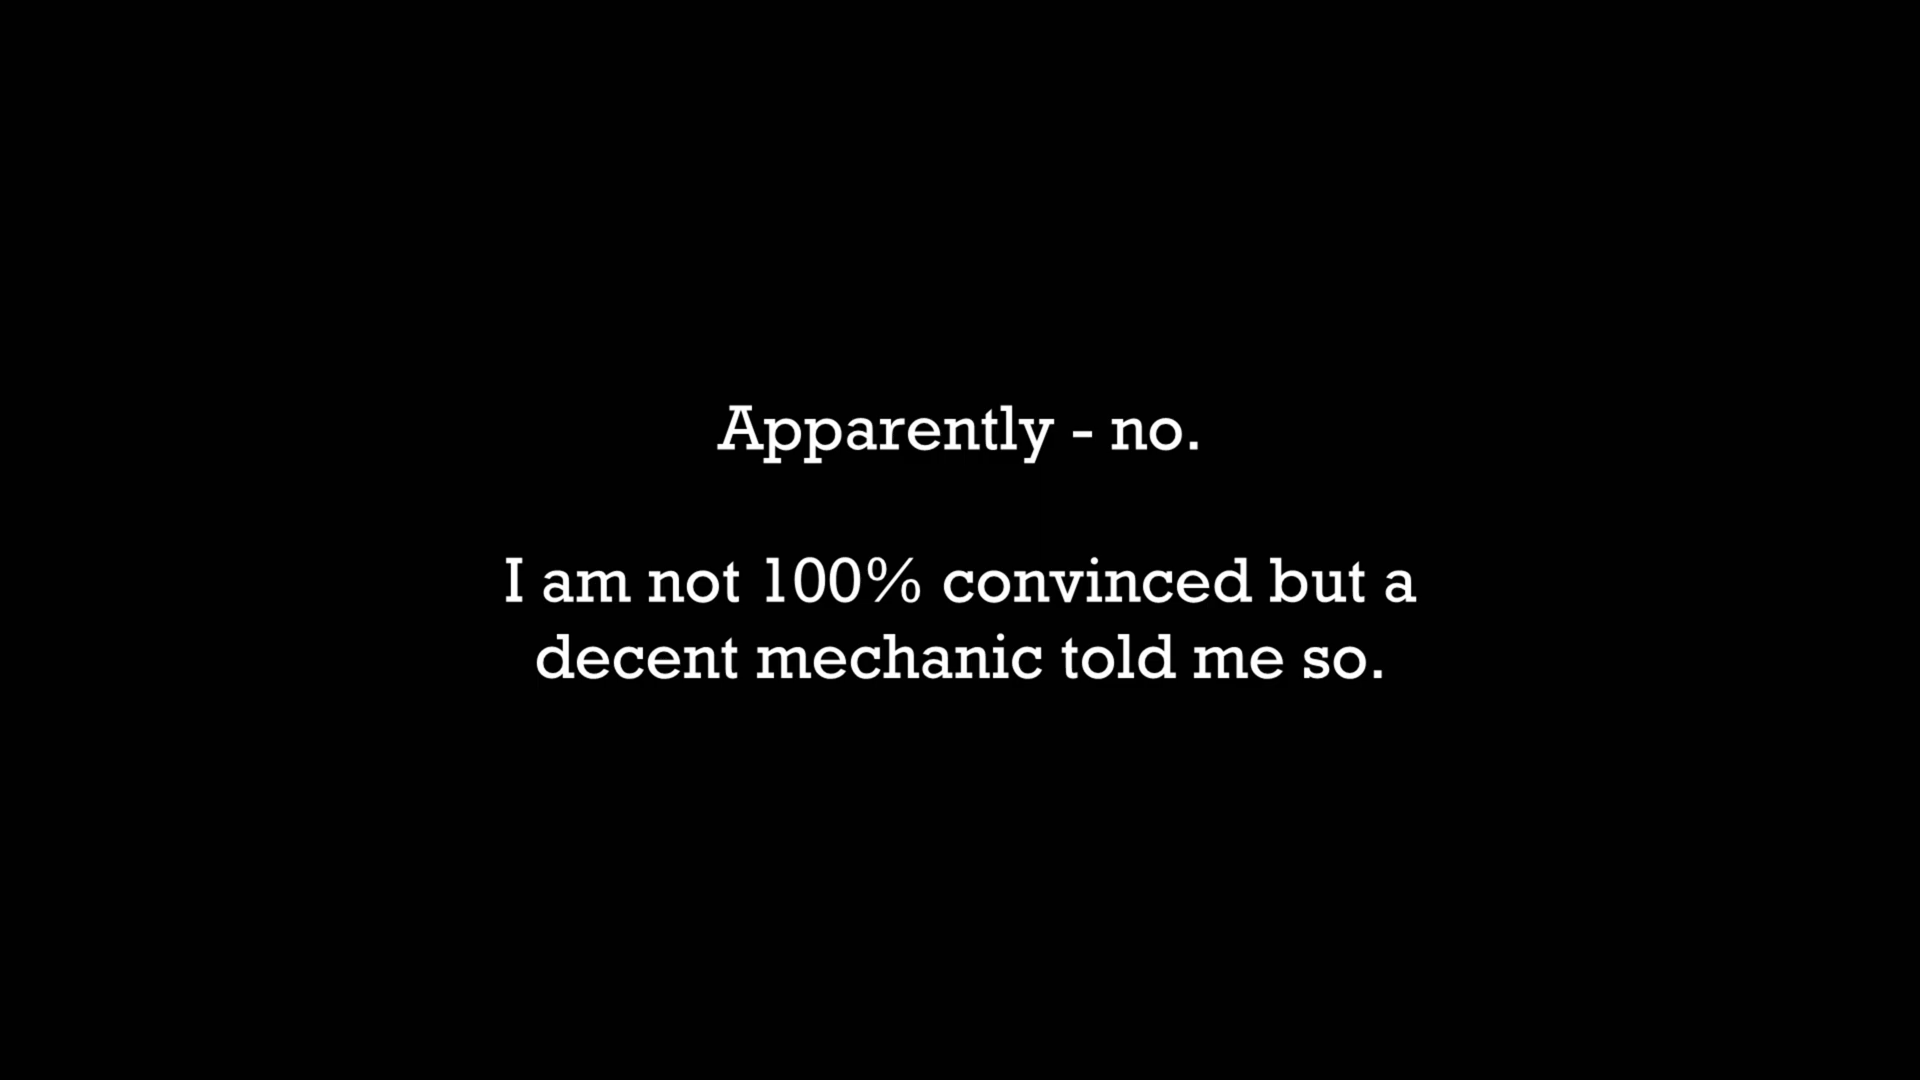 Apparently - no.
I am not 100% convinced but a
decent mechanic told me so.